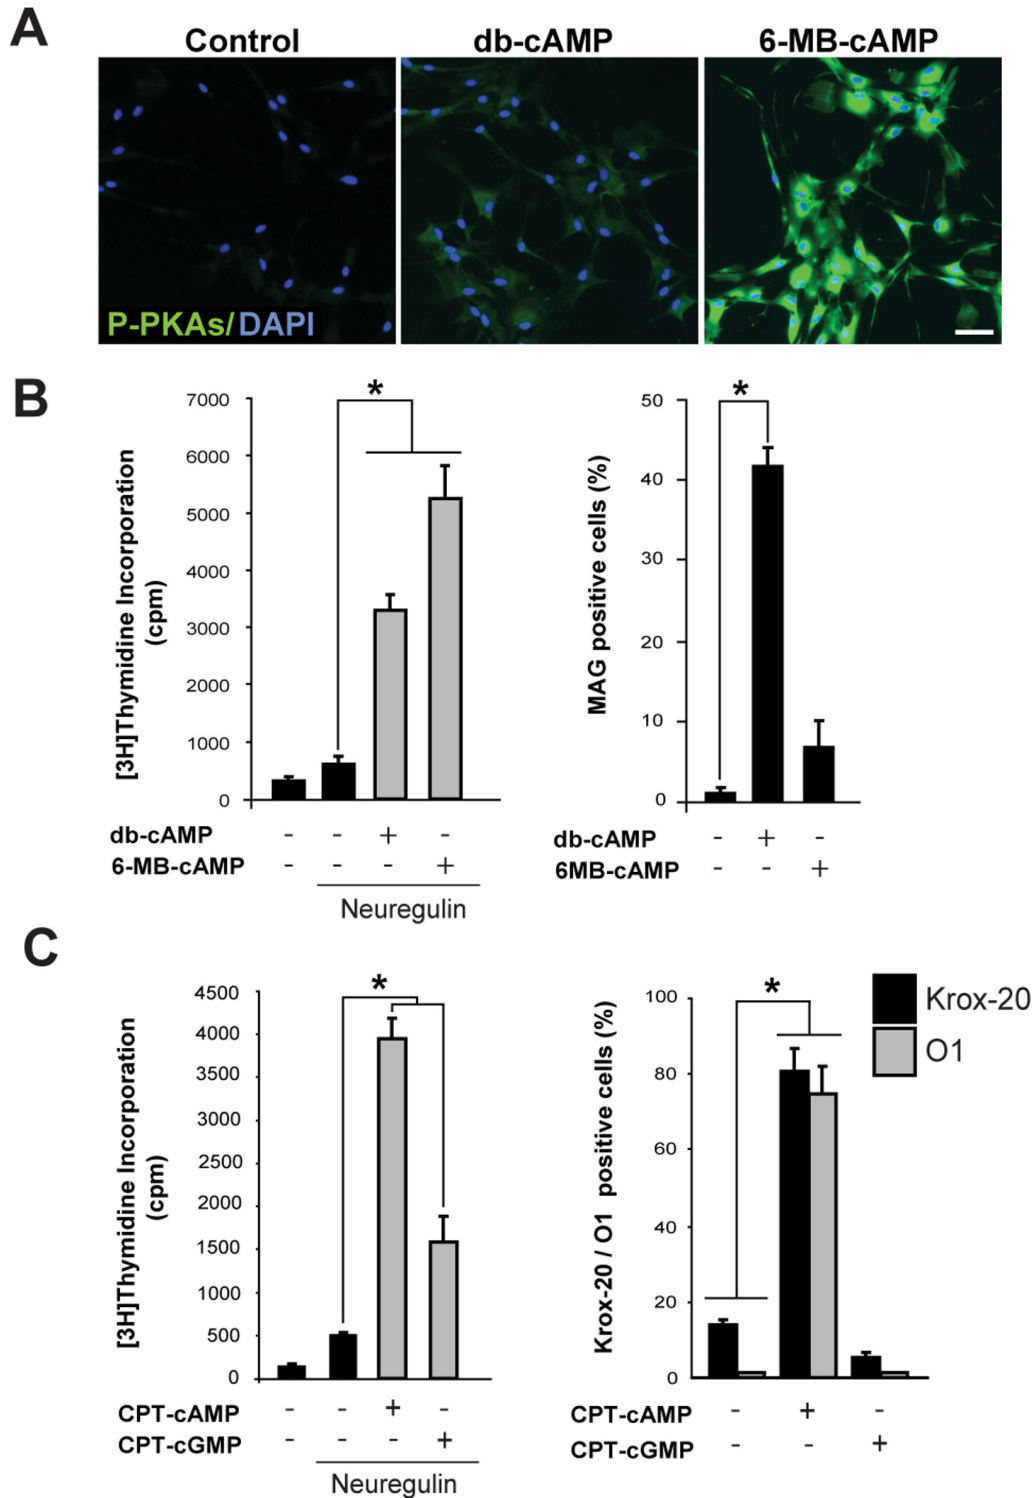 A
Control
db-cAMP
6-MB-cAMP
P-PKAs/DAPI
B
[3H]Thymidine Incorporation
(cpm)
7000
6000
5000
4000
3000
2000
1000
0
*
db-cAMP - - + -
6-MB-cAMP - - - +
Neuregulin
MAG positive cells (%)
50
40
30
20
10
0
*
db-cAMP - + -
6MB-cAMP - - +
C
[3H]Thymidine Incorporation
(cpm)
4500
4000
3500
3000
2500
2000
1500
1000
500
0
*
CPT-cAMP - - + -
CPT-cGMP - - - +
Neuregulin
Krox-20 / O1 positive cells (%)
100
80
60
40
20
0
*
Krox-20
O1
CPT-cAMP - + -
CPT-cGMP - - +